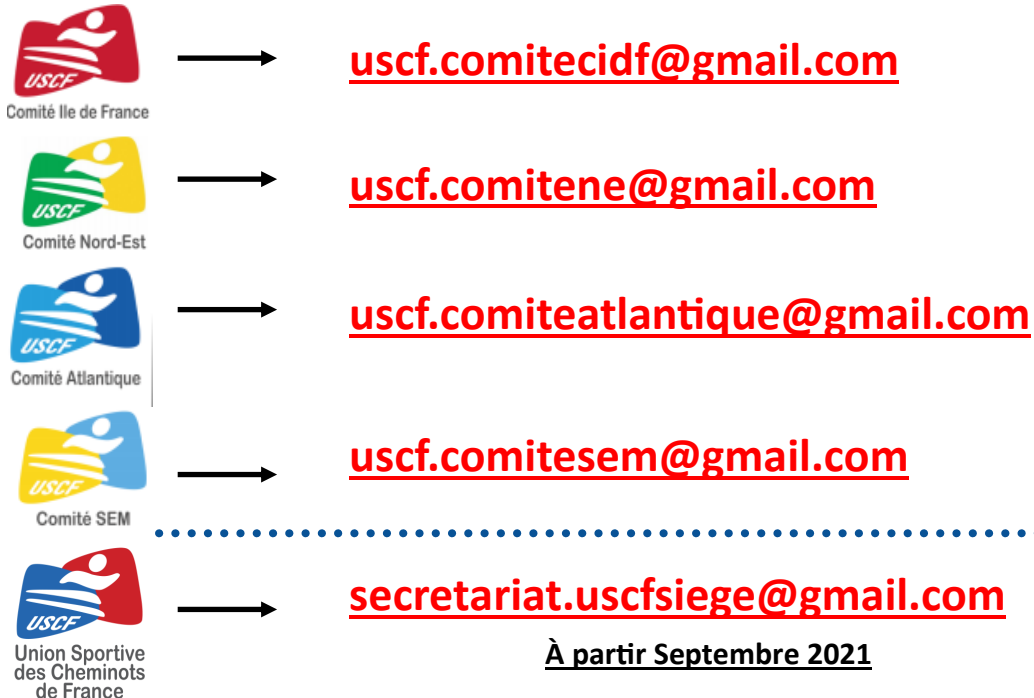 USCF
Comité Ile de France
uscf.comitecidf@gmail.com
USCF
Comité Nord-Est
uscf.comitene@gmail.com
USCF
Comité Atlantique
uscf.comiteatlantique@gmail.com
USCF
Comité SEM
uscf.comitesem@gmail.com
USCF
Union Sportive
des Cheminots
de France
secretariat.uscfsiege@gmail.com
À partir Septembre 2021